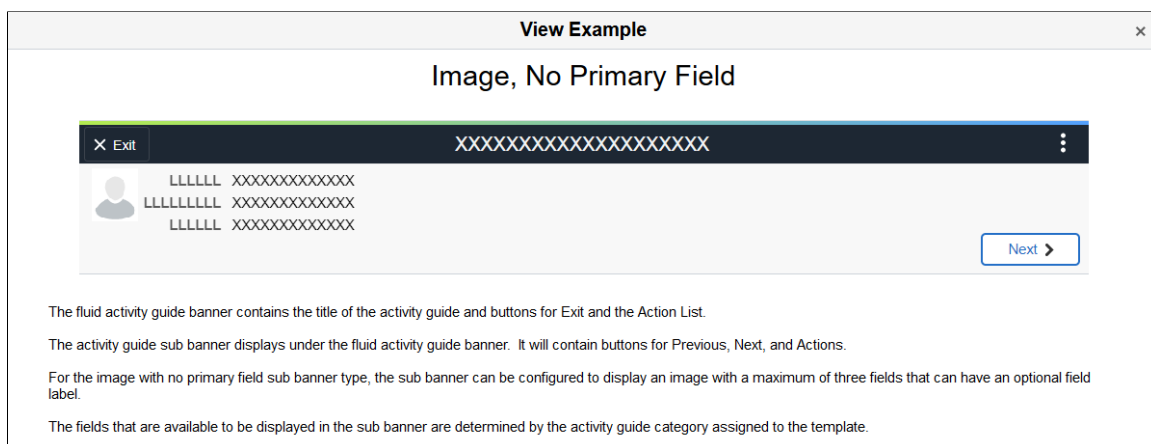 View Example
×
Image, No Primary Field
× Exit
XXXXXXXXXXXXXXXXXXXX
LLLLLL XXXXXXXXXXXXX
LLLLLLLLL XXXXXXXXXXXXX
LLLLLL XXXXXXXXXXXXX
Next
The fluid activity guide banner contains the title of the activity guide and buttons for Exit and the Action List.
The activity guide sub banner displays under the fluid activity guide banner.  It will contain buttons for Previous, Next, and Actions.
For the image with no primary field sub banner type, the sub banner can be configured to display an image with a maximum of three fields that can have an optional field
label.
The fields that are available to be displayed in the sub banner are determined by the activity guide category assigned to the template.